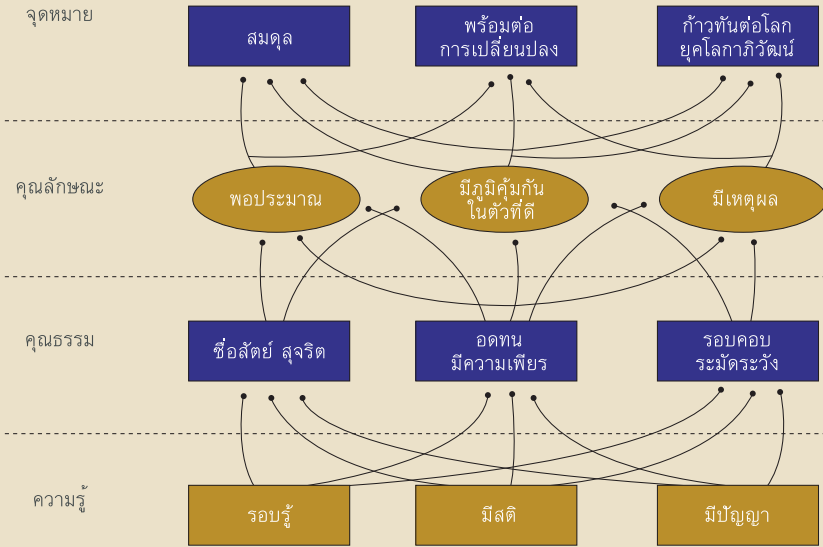 จุดหมาย
สมดุล
พร้อมต่อ
การเปลี่ยนปลง
ก้าวทันต่อโลก
ยุคโลกาภิวัฒน์
คุณลักษณะ
พอประมาณ
มีภูมิคุ้มกัน
ในตัวที่ดี
มีเหตุผล
คุณธรรม
ซื่อสัตย์ สุจริต
อดทน
มีความเพียร
รอบคอบ
ระมัดระวัง
ความรู้
รอบรู้
มีสติ
มีปัญญา